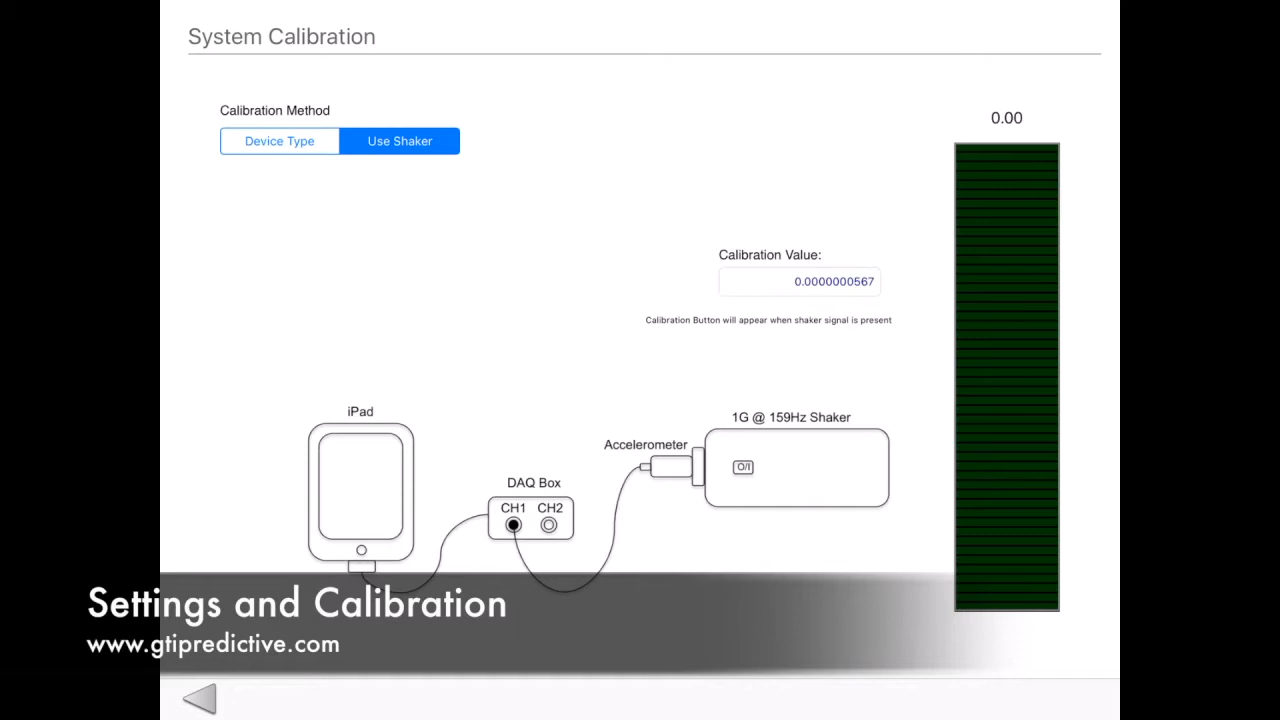 System Calibration
Calibration Method
Device Type
Use Shaker
0.00
Calibration Value:
0.0000000567
Calibration Button will appear when shaker signal is present
iPad
1G @ 159Hz Shaker
Accelerometer
O/I
DAQ Box
CH1 CH2
Settings and Calibration
www.gtipredictive.com